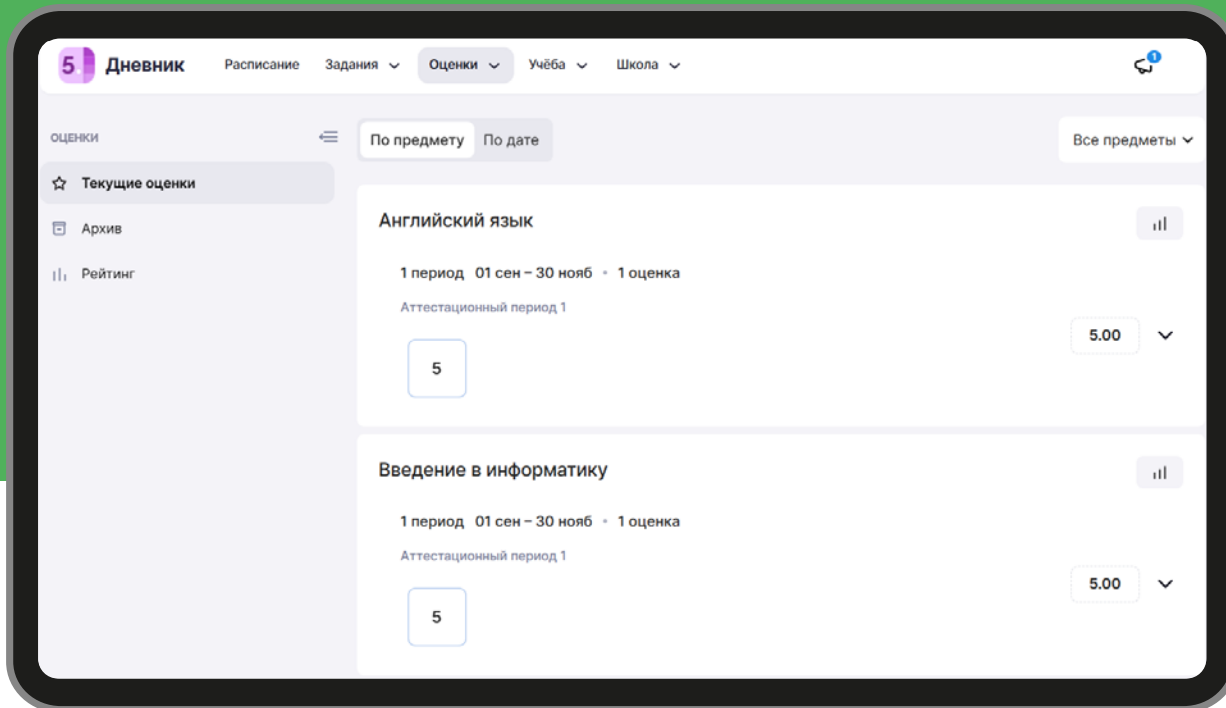 5. Дневник Расписание Задания Оценки Учёба Школа 1
ОЦЕНКИ
Текущие оценки
Архив
Рейтинг
По предмету По дате Все предметы
Английский язык
1 период 01 сен – 30 нояб • 1 оценка
Аттестационный период 1
5
5.00
Введение в информатику
1 период 01 сен – 30 нояб • 1 оценка
Аттестационный период 1
5
5.00